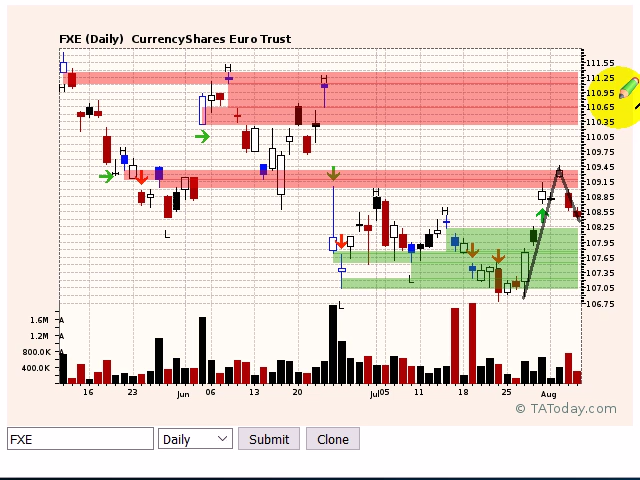 FXE (Daily) CurrencyShares Euro Trust
111.55
111.25
110.95
110.65
110.35
110.05
109.75
109.45
109.15
108.85
108.55
108.25
107.95
107.65
107.35
107.05
106.75
H
H
H
H
H
H
H
L
L
L
L
1.6M
1.2M
800.0K
400.0K
16 23 Jun 06 13 20 Jul05 11 18 25 Aug
© TAToday.com
FXE Daily Submit Clone